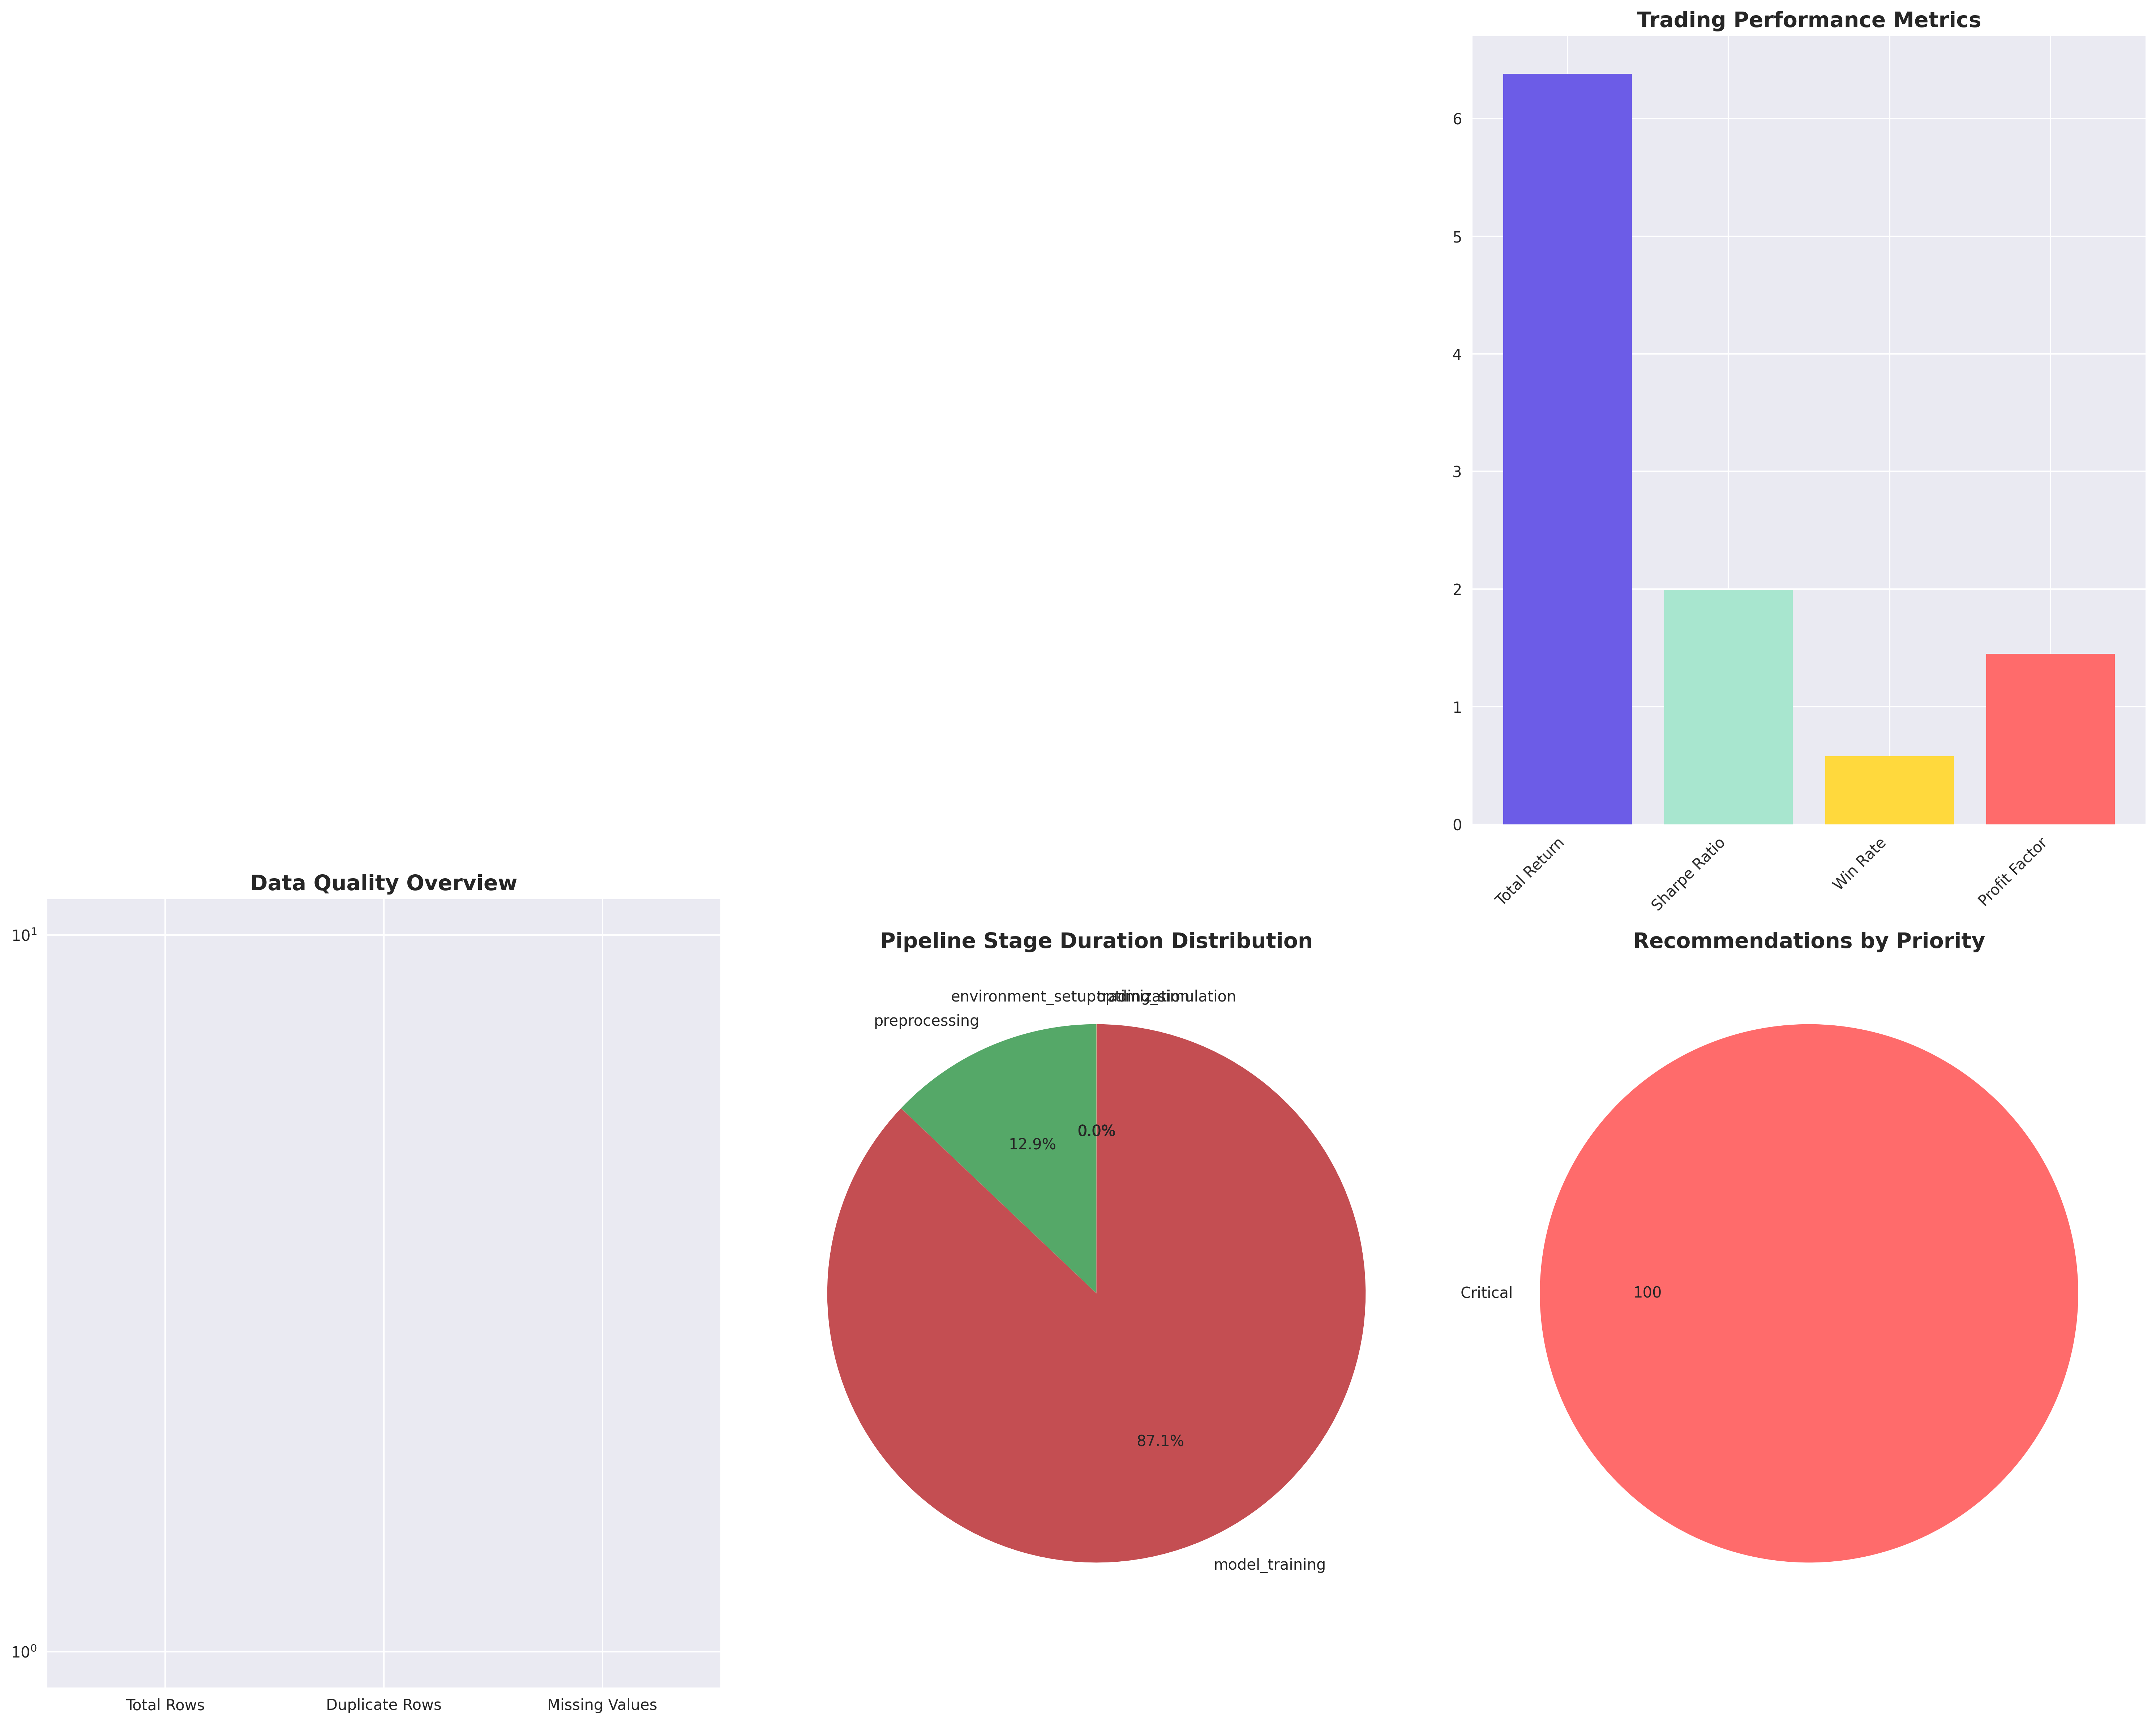 Trading Performance Metrics
6
5
4
3
2
1
0
Total Return
Sharpe Ratio
Win Rate
Profit Factor
Data Quality Overview
10¹
10⁰
Total Rows
Duplicate Rows
Missing Values
Pipeline Stage Duration Distribution
environment_setup
optimization
trading_simulation
preprocessing
0.0%
12.9%
87.1%
model_training
Recommendations by Priority
Critical
100